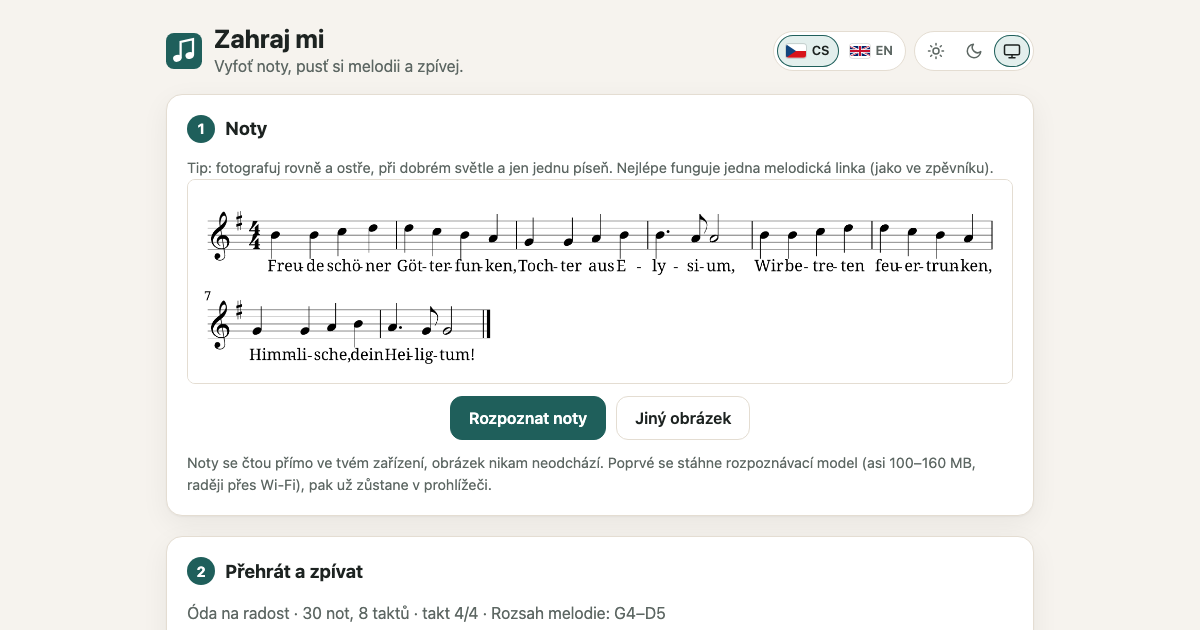 Zahraj mi
Vyfoť noty, pusť si melodii a zpívej.
CS EN
1 Noty
Tip: fotografuj rovně a ostře, při dobrém světle a jen jednu píseň. Nejlépe funguje jedna melodická linka (jako ve zpěvníku).
4
4
Freu-de schö-ner Göt-ter-fun-ken, Toch-ter aus E - ly - si-um, Wir be-tre-ten feu-er-trun-ken,
7
Himm-li-sche, dein Hei-lig-tum!
Rozpoznat noty Jiný obrázek
Noty se čtou přímo ve tvém zařízení, obrázek nikam neodchází. Poprvé se stáhne rozpoznávací model (asi 100–160 MB,
raději přes Wi-Fi), pak už zůstane v prohlížeči.
2 Přehrát a zpívat
Óda na radost · 30 not, 8 taktů · takt 4/4 · Rozsah melodie: G4–D5